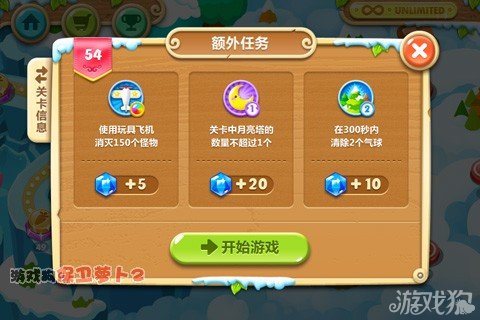 UNLIMITED
额外任务
54
关卡信息
2
使用玩具飞机
消灭150个怪物
关卡中月亮塔的
数量不超过1个
在300秒内
清除2个气球
+5
+20
+10
开始游戏
49
游戏狗保卫萝卜2
游戏狗